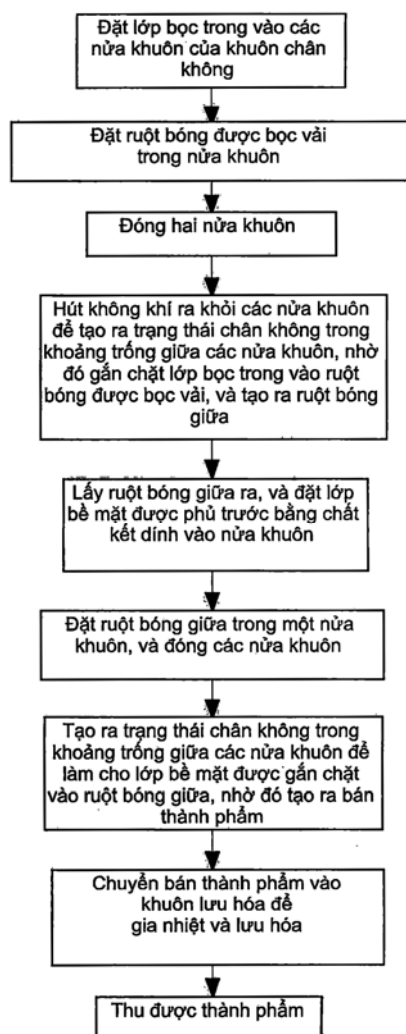 Đặt lớp bọc trong vào các
nửa khuôn của khuôn chân
không
Đặt ruột bóng được bọc vải
trong nửa khuôn
Đóng hai nửa khuôn
Hút không khí ra khỏi các nửa khuôn
để tạo ra trạng thái chân không trong
khoảng trống giữa các nửa khuôn, nhờ
đó gắn chặt lớp bọc trong vào ruột
bóng được bọc vải, và tạo ra ruột bóng
giữa
Lấy ruột bóng giữa ra, và đặt lớp
bề mặt được phủ trước bằng chất
kết dính vào nửa khuôn
Đặt ruột bóng giữa trong một nửa
khuôn, và đóng các nửa khuôn
Tạo ra trạng thái chân không trong
khoảng trống giữa các nửa khuôn để
làm cho lớp bề mặt được gắn chặt
vào ruột bóng giữa, nhờ đó tạo ra bán
thành phẩm
Chuyển bán thành phẩm vào
khuôn lưu hóa để
gia nhiệt và lưu hóa
Thu được thành phẩm